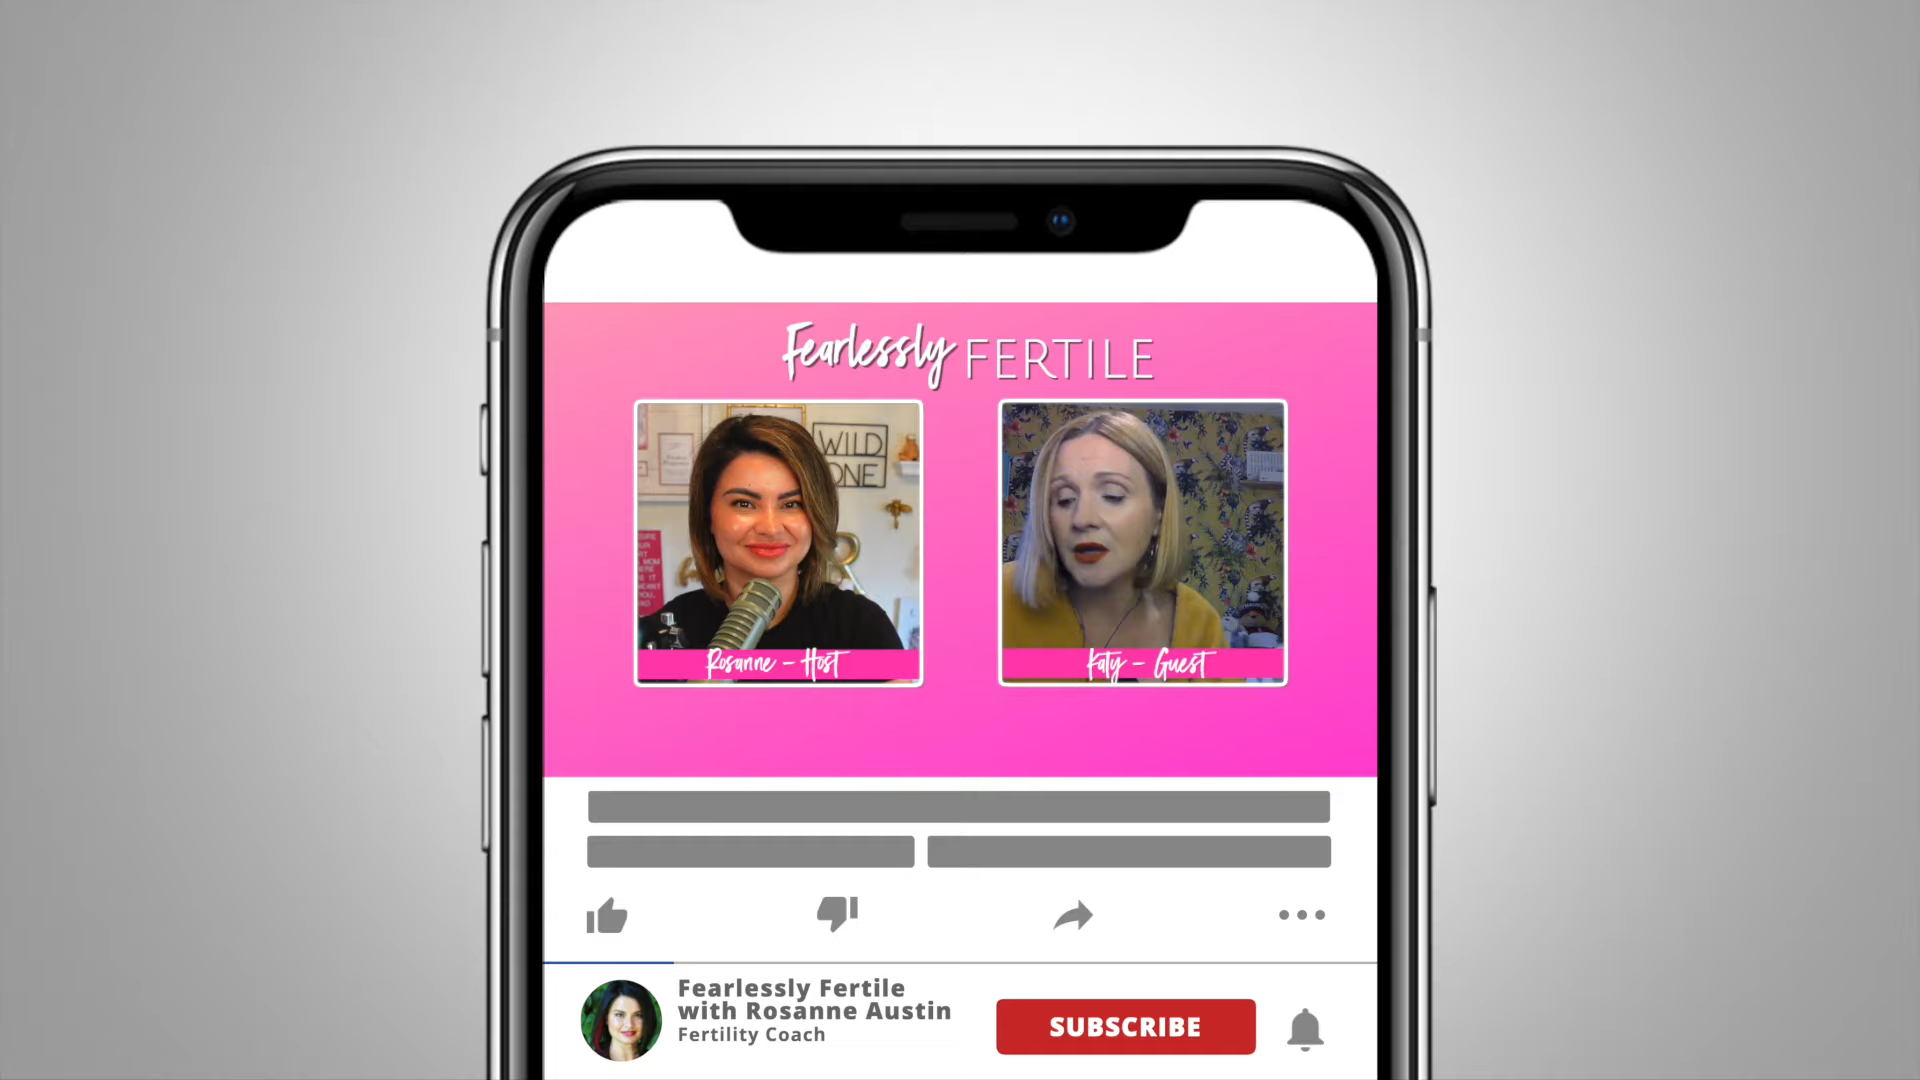 Fearlessly FERTILE
WILD
ONE
Rosanne - Host
Katy - Guest
Fearlessly Fertile
with Rosanne Austin
Fertility Coach
SUBSCRIBE